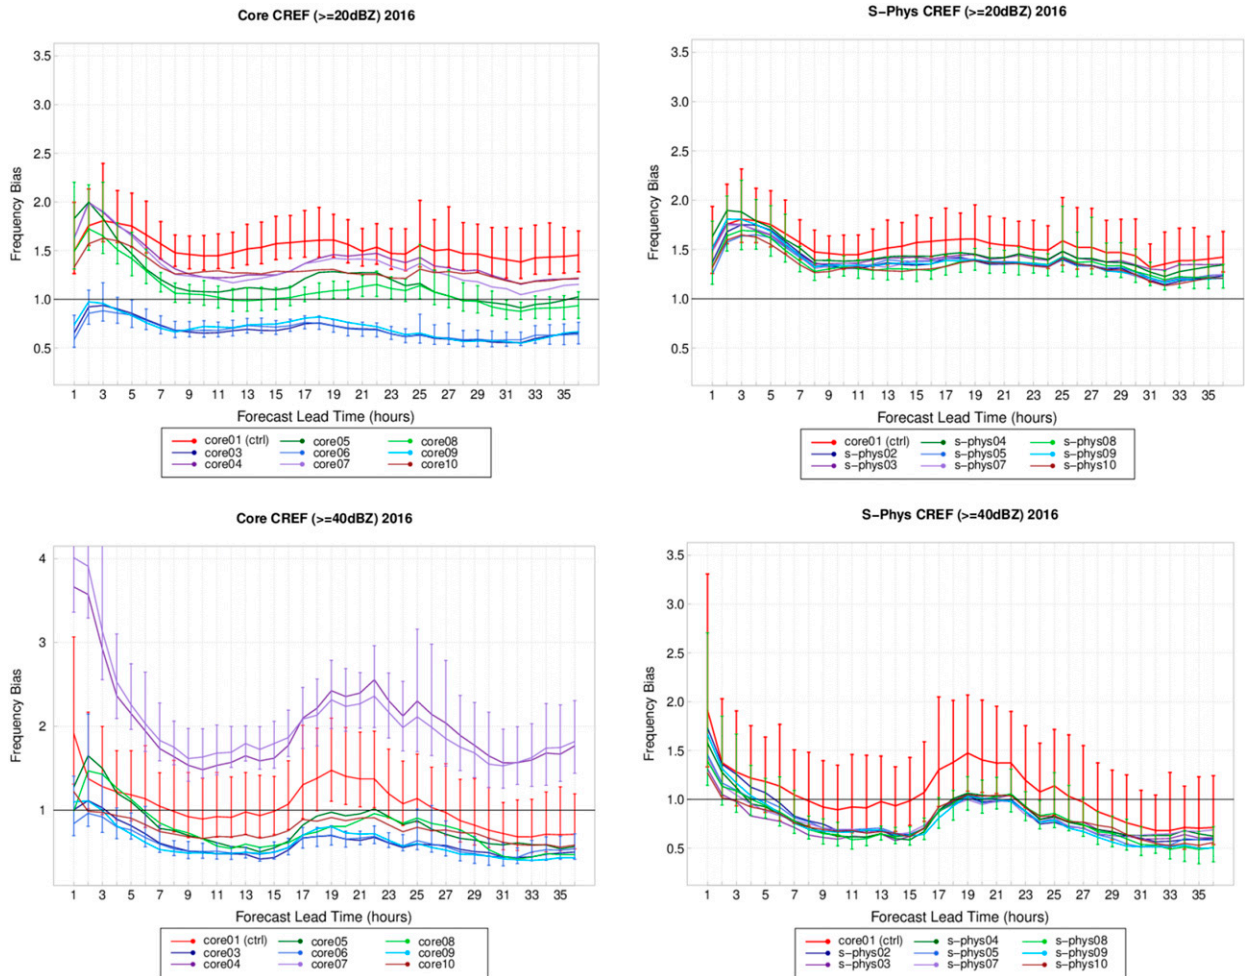 Core CREF (>=20dBZ) 2016
Frequency Bias
3.5
3.0
2.5
2.0
1.5
1.0
0.5
1 3 5 7 9 11 13 15 17 19 21 23 25 27 29 31 33 35
Forecast Lead Time (hours)
core01 (ctrl) core05 core08
core03 core06 core09
core04 core07 core10
S-Phys CREF (>=20dBZ) 2016
Frequency Bias
3.5
3.0
2.5
2.0
1.5
1.0
0.5
1 3 5 7 9 11 13 15 17 19 21 23 25 27 29 31 33 35
Forecast Lead Time (hours)
core01 (ctrl) s-phys04 s-phys08
s-phys02 s-phys05 s-phys09
s-phys03 s-phys07 s-phys10
Core CREF (>=40dBZ) 2016
Frequency Bias
4
3
2
1
1 3 5 7 9 11 13 15 17 19 21 23 25 27 29 31 33 35
Forecast Lead Time (hours)
core01 (ctrl) core05 core08
core03 core06 core09
core04 core07 core10
S-Phys CREF (>=40dBZ) 2016
Frequency Bias
3.5
3.0
2.5
2.0
1.5
1.0
0.5
1 3 5 7 9 11 13 15 17 19 21 23 25 27 29 31 33 35
Forecast Lead Time (hours)
core01 (ctrl) s-phys04 s-phys08
s-phys02 s-phys05 s-phys09
s-phys03 s-phys07 s-phys10